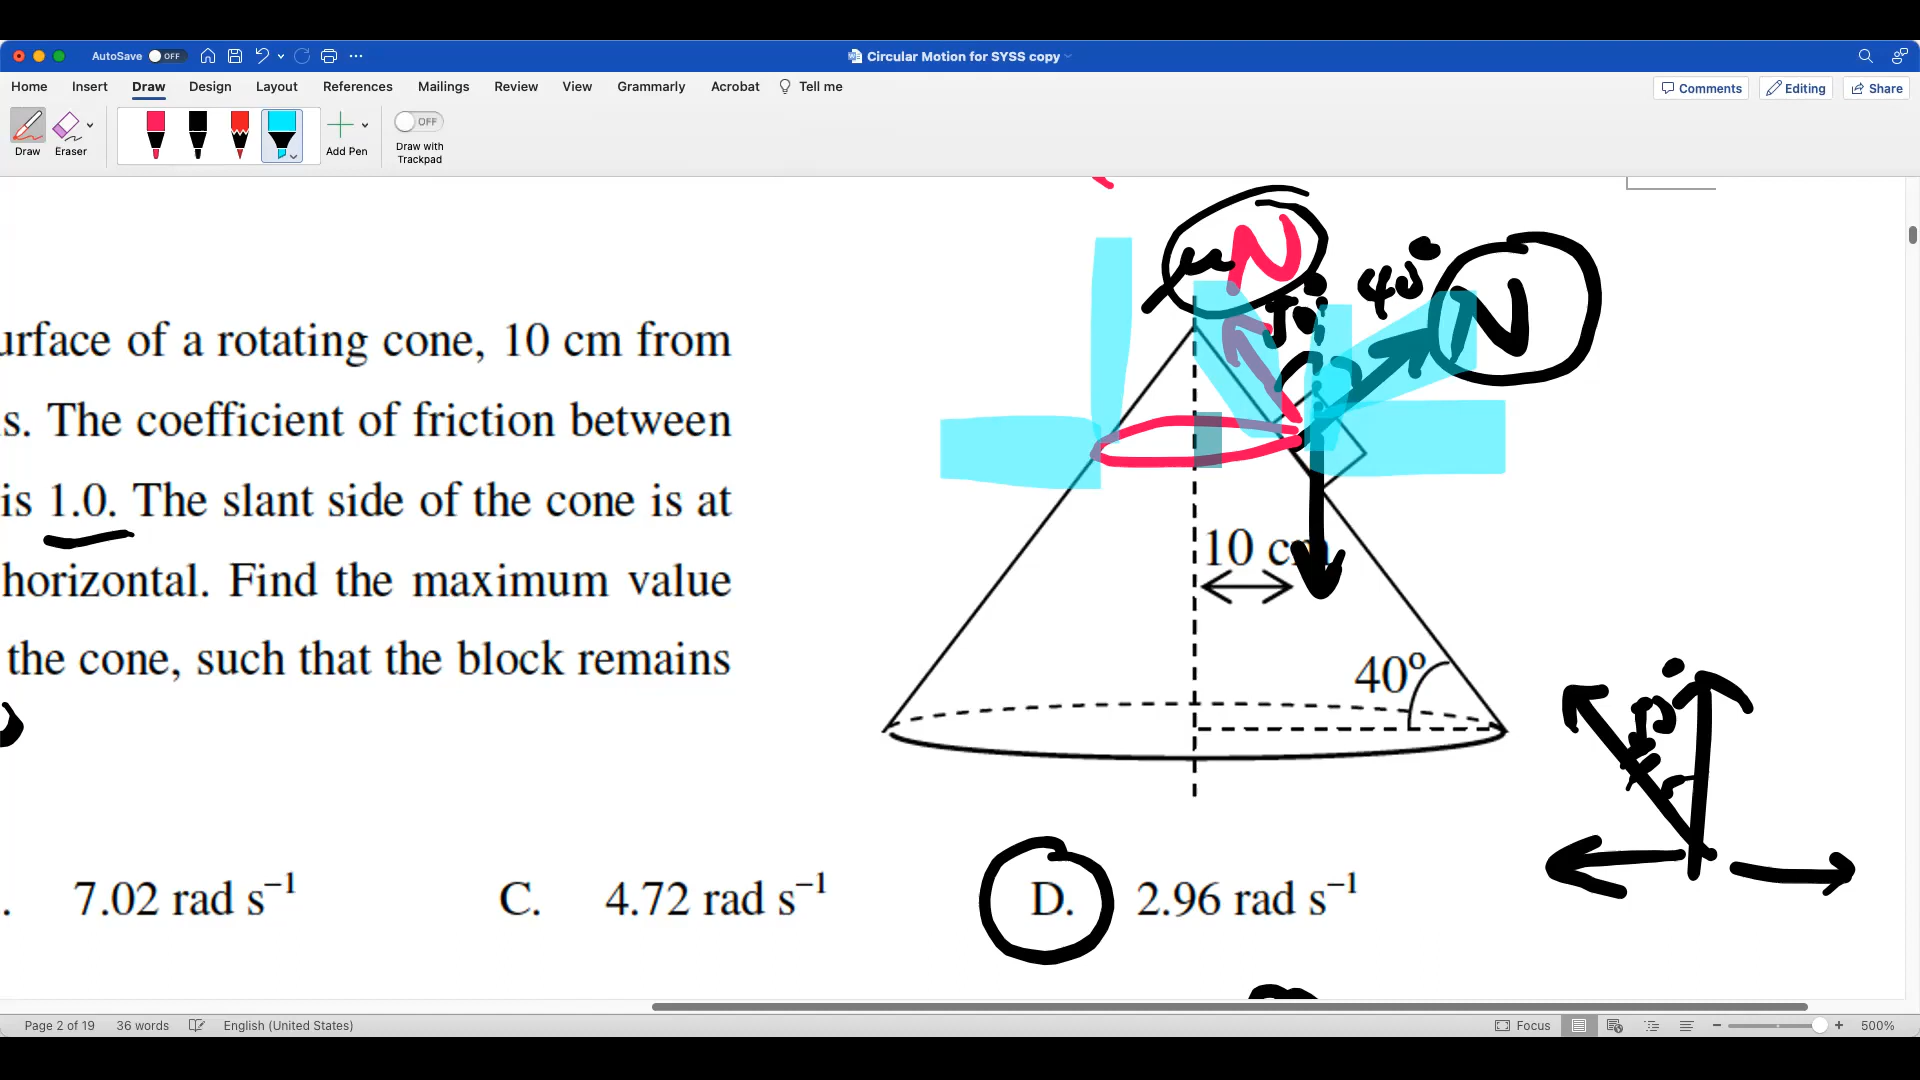 AutoSave OFF
Circular Motion for SYSS copy
Home Insert Draw Design Layout References Mailings Review View Grammarly Acrobat Tell me
Comments Editing Share
Draw Eraser Add Pen OFF Draw with Trackpad
μN
50°
40°
N
urface of a rotating cone, 10 cm from
s. The coefficient of friction between
is 1.0. The slant side of the cone is at
horizontal. Find the maximum value
the cone, such that the block remains
10 cm
40°
. 7.02 rad s⁻¹ C. 4.72 rad s⁻¹ D. 2.96 rad s⁻¹
Page 2 of 19 36 words English (United States) Focus 500%